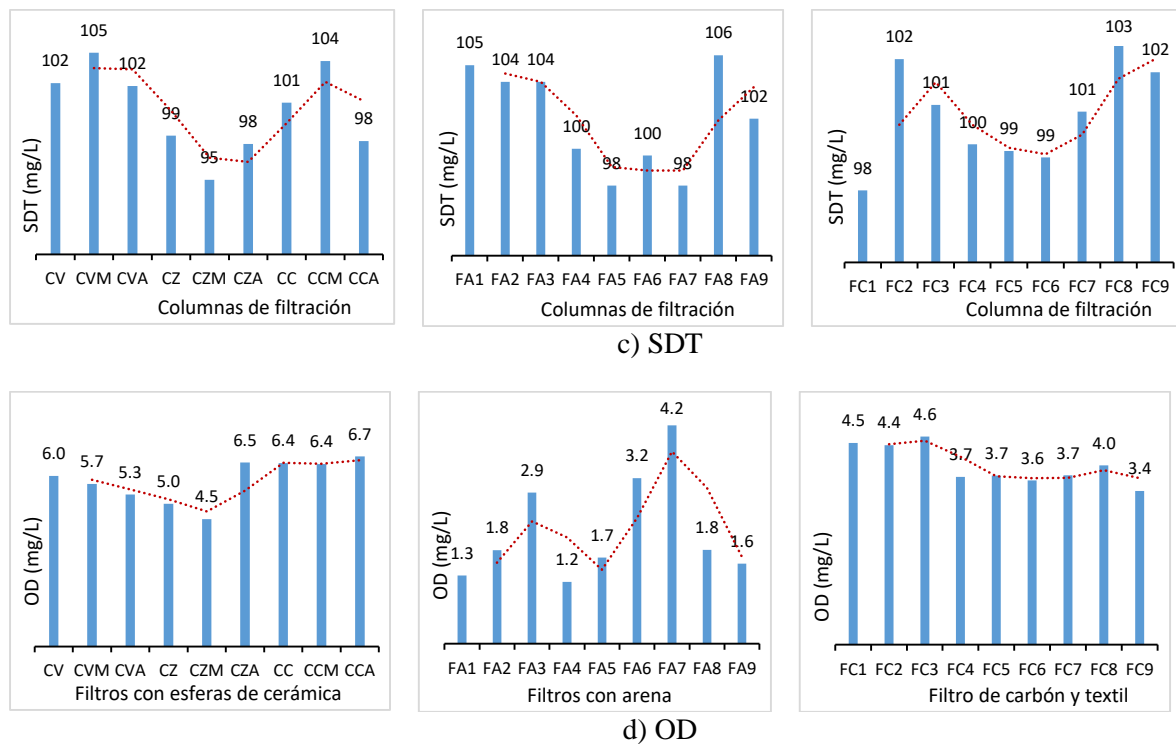 SDT (mg/L)
102
105
102
99
95
98
101
104
98
CV CVM CVA CZ CZM CZA CC CCM CCA
Columnas de filtración
SDT (mg/L)
105
104
104
100
98
100
98
106
102
FA1 FA2 FA3 FA4 FA5 FA6 FA7 FA8 FA9
Columnas de filtración
SDT (mg/L)
98
102
101
100
99
99
101
103
102
FC1 FC2 FC3 FC4 FC5 FC6 FC7 FC8 FC9
Columna de filtración
c) SDT
OD (mg/L)
6.0
5.7
5.3
5.0
4.5
6.5
6.4
6.4
6.7
CV CVM CVA CZ CZM CZA CC CCM CCA
Filtros con esferas de cerámica
OD (mg/L)
1.3
1.8
2.9
1.2
1.7
3.2
4.2
1.8
1.6
FA1 FA2 FA3 FA4 FA5 FA6 FA7 FA8 FA9
Filtros con arena
OD (mg/L)
4.5
4.4
4.6
3.7
3.7
3.6
3.7
4.0
3.4
FC1 FC2 FC3 FC4 FC5 FC6 FC7 FC8 FC9
Filtro de carbón y textil
d) OD